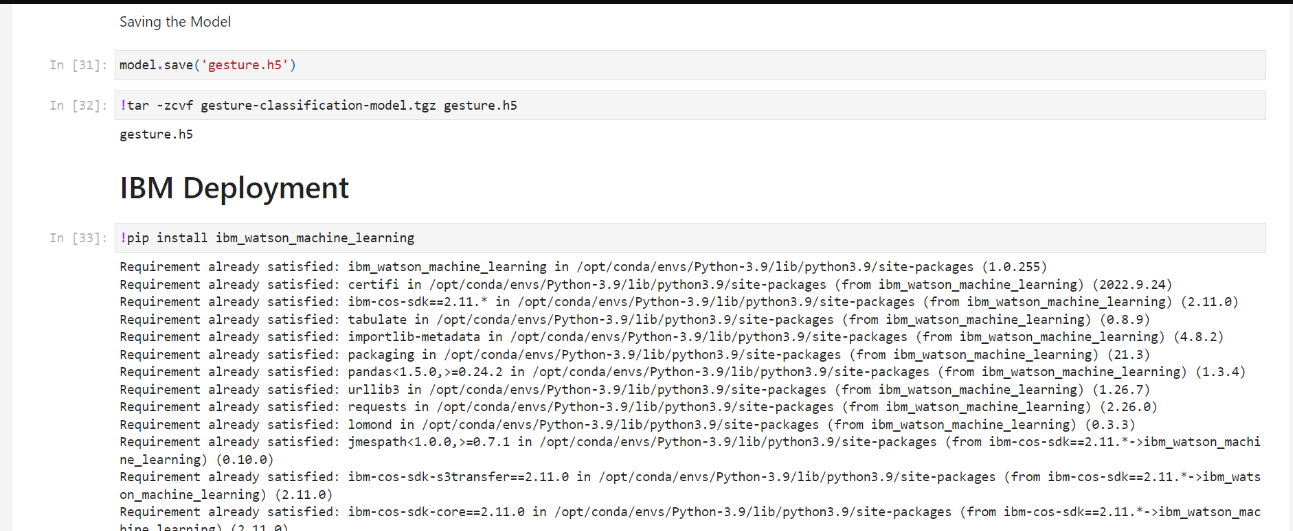 Saving the Model
In [31]: model.save('gesture.h5')
In [32]: !tar -zcvf gesture-classification-model.tgz gesture.h5
gesture.h5
IBM Deployment
In [33]: !pip install ibm_watson_machine_learning
Requirement already satisfied: ibm_watson_machine_learning in /opt/conda/envs/Python-3.9/lib/python3.9/site-packages (1.0.255)
Requirement already satisfied: certifi in /opt/conda/envs/Python-3.9/lib/python3.9/site-packages (from ibm_watson_machine_learning) (2022.9.24)
Requirement already satisfied: ibm-cos-sdk==2.11.* in /opt/conda/envs/Python-3.9/lib/python3.9/site-packages (from ibm_watson_machine_learning) (2.11.0)
Requirement already satisfied: tabulate in /opt/conda/envs/Python-3.9/lib/python3.9/site-packages (from ibm_watson_machine_learning) (0.8.9)
Requirement already satisfied: importlib-metadata in /opt/conda/envs/Python-3.9/lib/python3.9/site-packages (from ibm_watson_machine_learning) (4.8.2)
Requirement already satisfied: packaging in /opt/conda/envs/Python-3.9/lib/python3.9/site-packages (from ibm_watson_machine_learning) (21.3)
Requirement already satisfied: pandas<1.5.0,>=0.24.2 in /opt/conda/envs/Python-3.9/lib/python3.9/site-packages (from ibm_watson_machine_learning) (1.3.4)
Requirement already satisfied: urllib3 in /opt/conda/envs/Python-3.9/lib/python3.9/site-packages (from ibm_watson_machine_learning) (1.26.7)
Requirement already satisfied: requests in /opt/conda/envs/Python-3.9/lib/python3.9/site-packages (from ibm_watson_machine_learning) (2.26.0)
Requirement already satisfied: lomond in /opt/conda/envs/Python-3.9/lib/python3.9/site-packages (from ibm_watson_machine_learning) (0.3.3)
Requirement already satisfied: jmespath<1.0.0,>=0.7.1 in /opt/conda/envs/Python-3.9/lib/python3.9/site-packages (from ibm-cos-sdk==2.11.*->ibm_watson_machi
ne_learning) (0.10.0)
Requirement already satisfied: ibm-cos-sdk-s3transfer==2.11.0 in /opt/conda/envs/Python-3.9/lib/python3.9/site-packages (from ibm-cos-sdk==2.11.*->ibm_wats
on_machine_learning) (2.11.0)
Requirement already satisfied: ibm-cos-sdk-core==2.11.0 in /opt/conda/envs/Python-3.9/lib/python3.9/site-packages (from ibm-cos-sdk==2.11.*->ibm_watson_mac
hine_learning) (2.11.0)